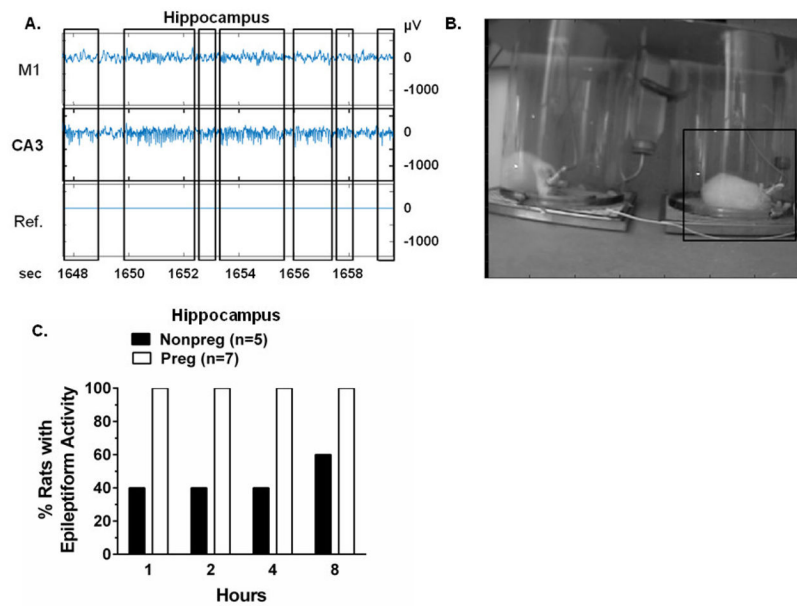 A.
Hippocampus
µV
B.
M1
0
-1000
CA3
0
-1000
Ref.
0
-1000
sec
1648
1650
1652
1654
1656
1658
C.
Hippocampus
Nonpreg (n=5)
Preg (n=7)
% Rats with
Epileptiform Activity
100
80
60
40
20
0
1
2
4
8
Hours